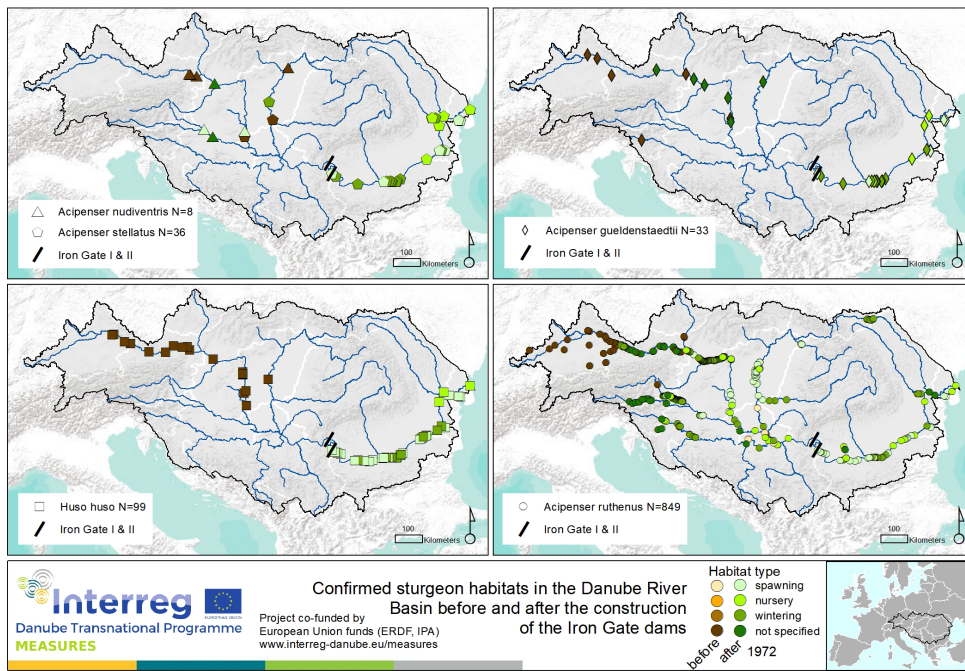 Acipenser nudiventris N=8
Acipenser stellatus N=36
Iron Gate I & II
100
Kilometers
Acipenser gueldenstaedtii N=33
Iron Gate I & II
100
Kilometers
Huso huso N=99
Iron Gate I & II
100
Kilometers
Acipenser ruthenus N=849
Iron Gate I & II
100
Kilometers
Interreg
EUROPEAN UNION
Danube Transnational Programme
MEASURES
Project co-funded by
European Union funds (ERDF, IPA)
www.interreg-danube.eu/measures
Confirmed sturgeon habitats in the Danube River
Basin before and after the construction
of the Iron Gate dams
Habitat type
spawning
nursery
wintering
not specified
before
after
1972